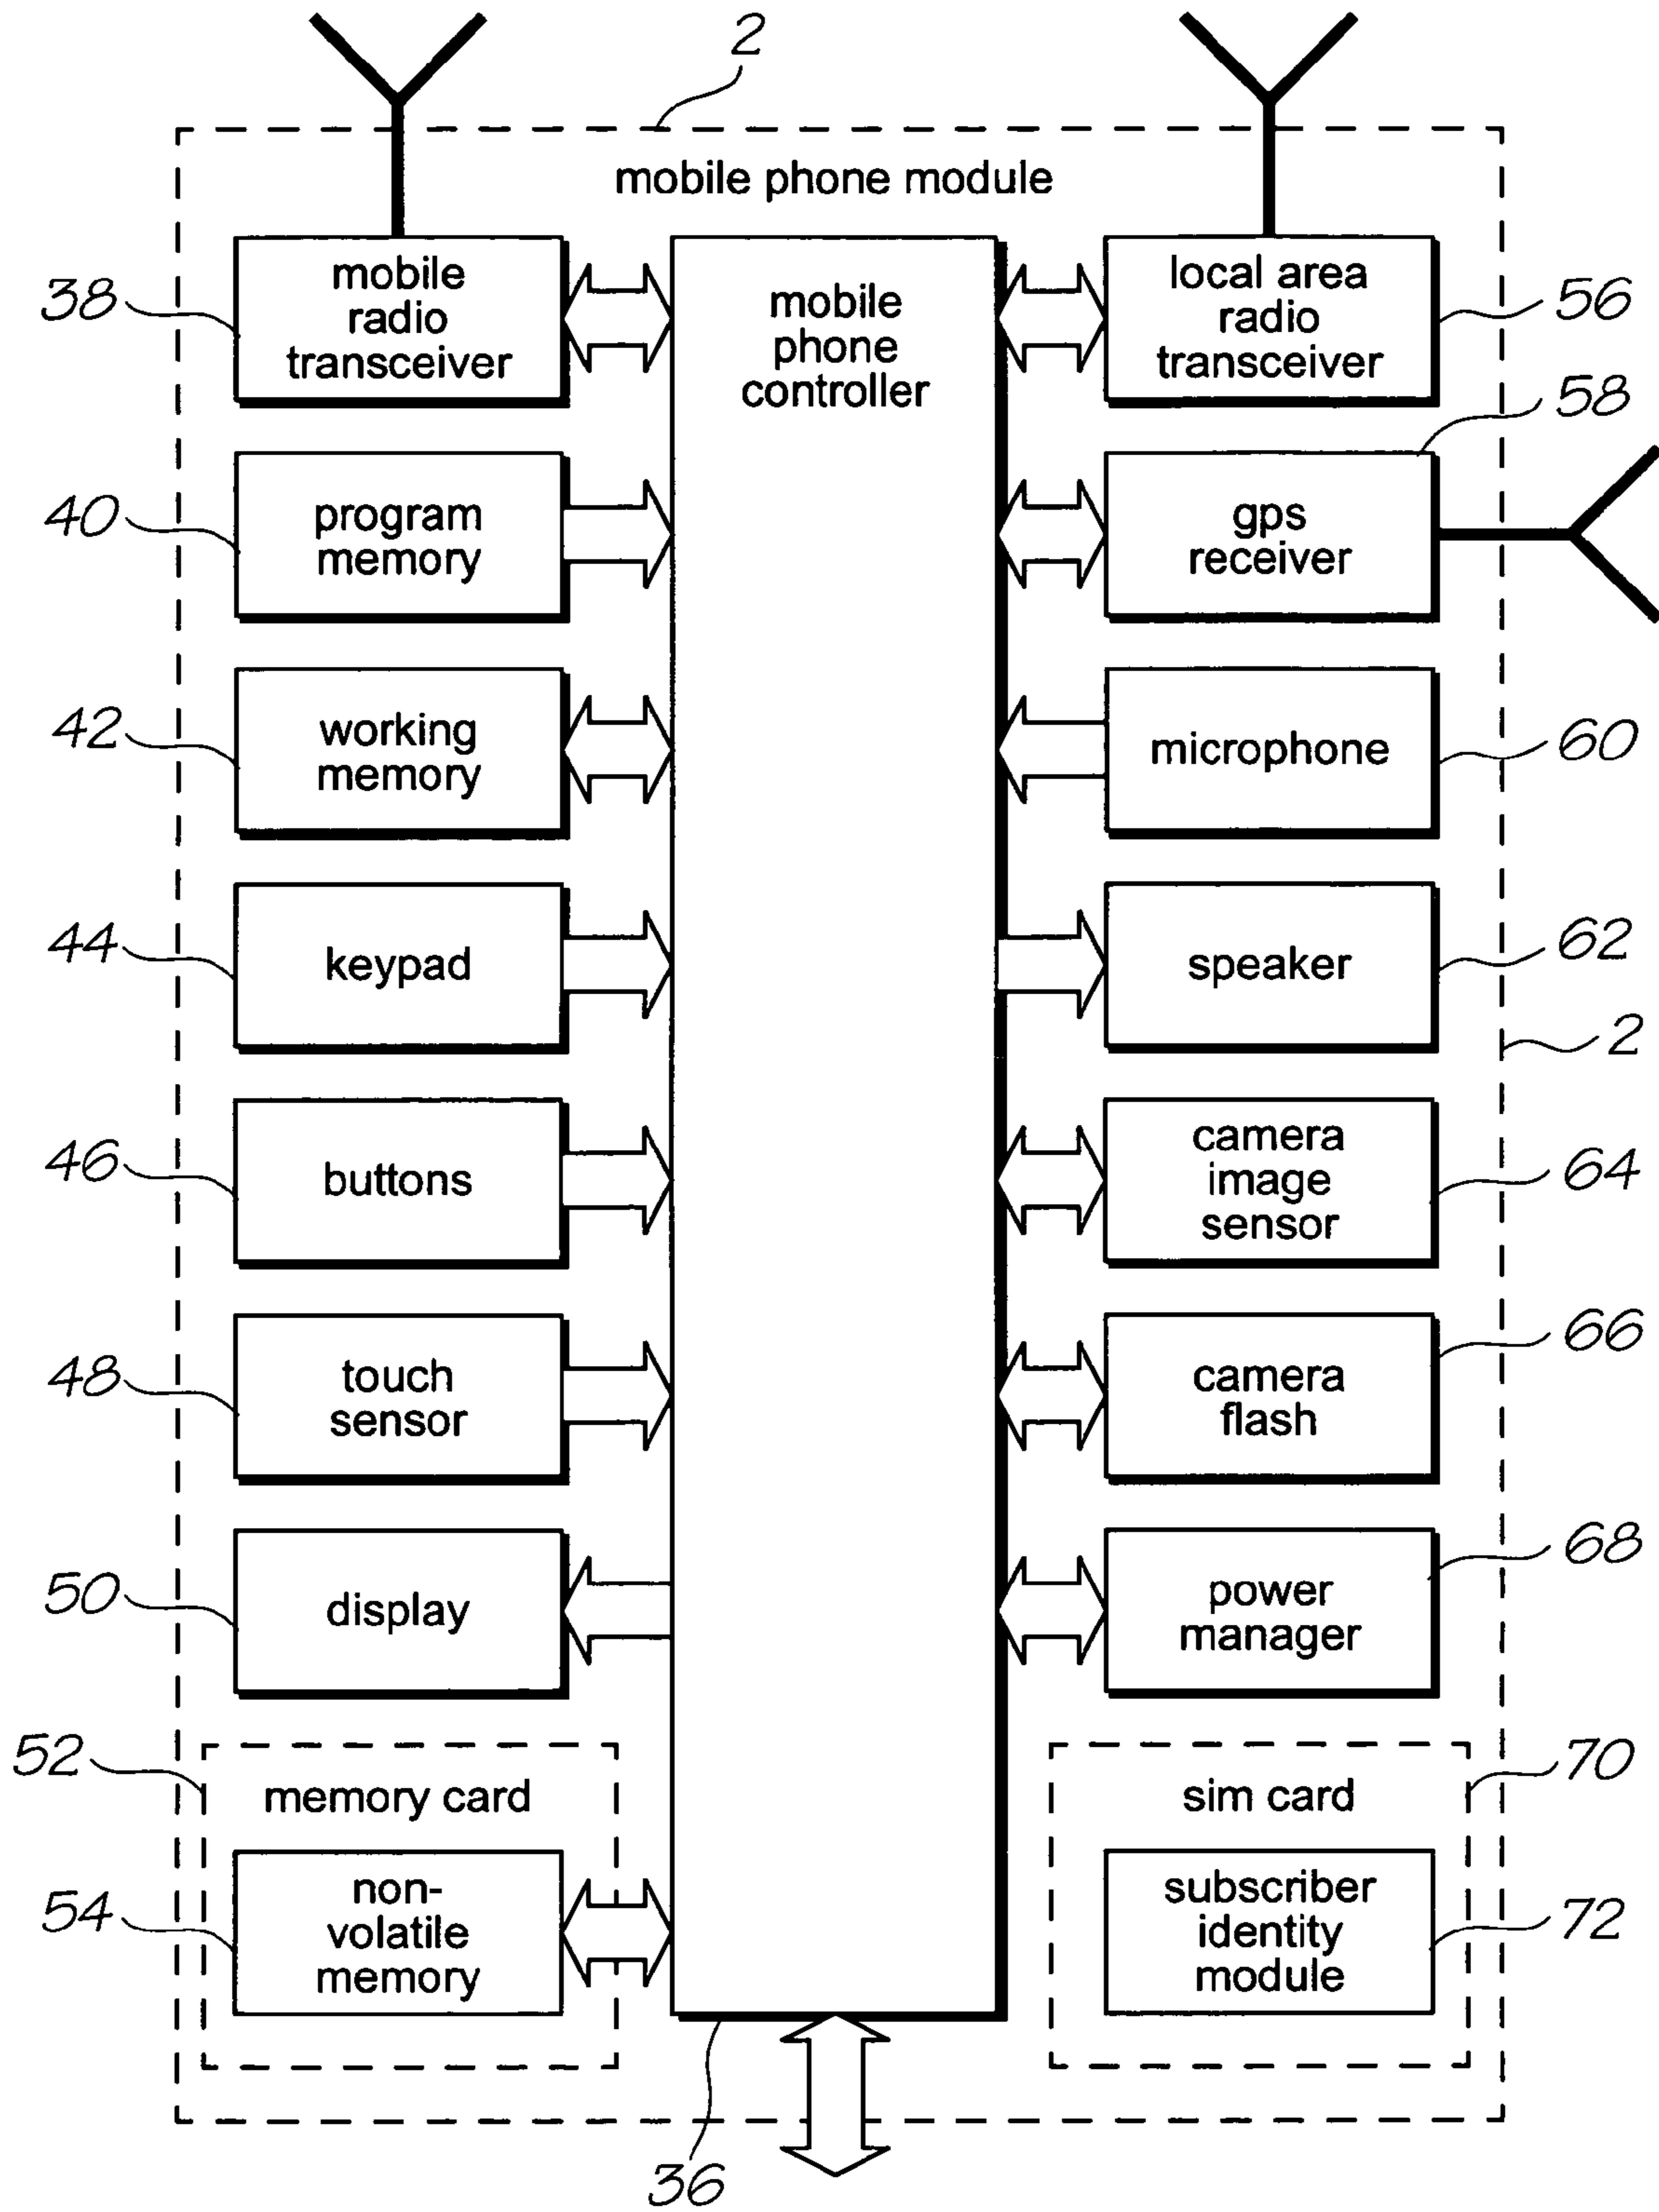 2
mobile phone module
38
mobile
radio
transceiver
mobile
phone
controller
local area
radio
transceiver
56
58
40
program
memory
gps
receiver
42
working
memory
microphone
60
44
keypad
speaker
62
2
46
buttons
camera
image
sensor
64
48
touch
sensor
camera
flash
66
50
display
power
manager
68
52
memory card
sim card
70
54
non-
volatile
memory
subscriber
identity
module
72
36